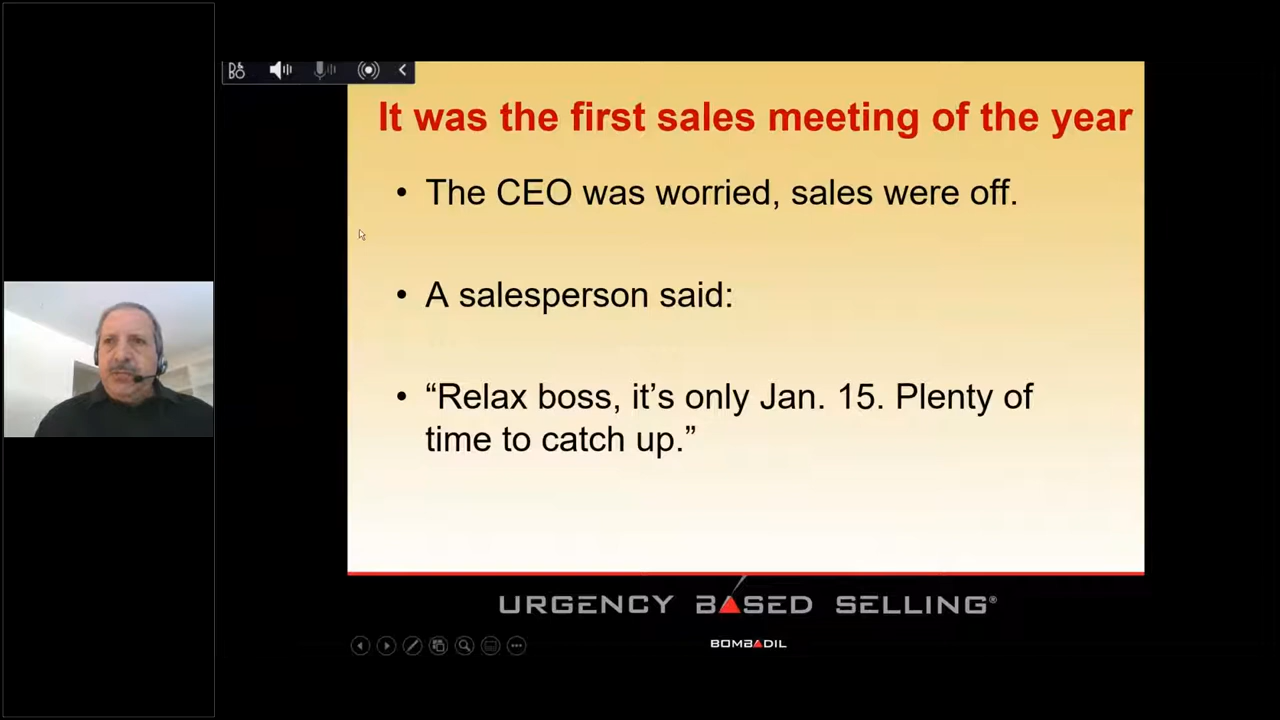 It was the first sales meeting of the year
• The CEO was worried, sales were off.
• A salesperson said:
• “Relax boss, it’s only Jan. 15. Plenty of
time to catch up.”
URGENCY BASED SELLING®
BOMBADIL